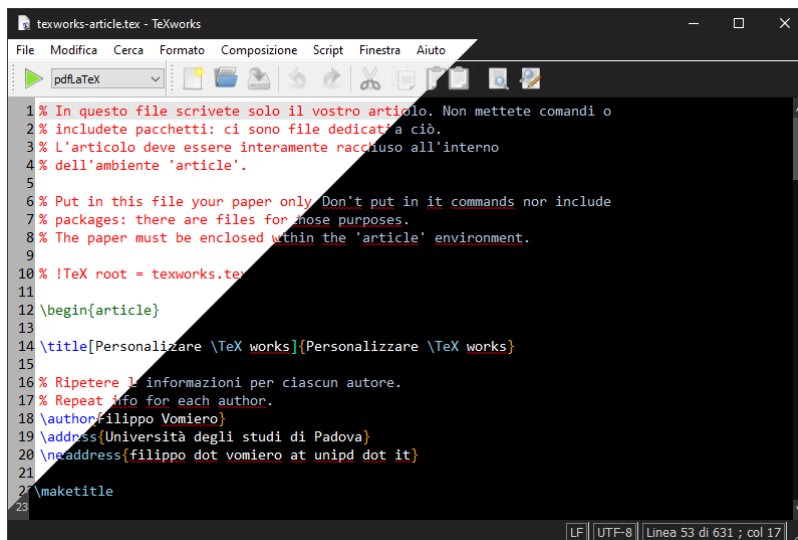 texworks-article.tex - TeXworks
File Modifica Cerca Formato Composizione Script Finestra Aiuto
pdfLaTeX
1 % In questo file scrivete solo il vostro articolo. Non mettete comandi o
2 % includete pacchetti: ci sono file dedicati a ciò.
3 % L'articolo deve essere interamente racchiuso all'interno
4 % dell'ambiente 'article'.
5
6 % Put in this file your paper only. Don't put in it commands nor include
7 % packages: there are files for those purposes.
8 % The paper must be enclosed within the 'article' environment.
9
10 % !TeX root = texworks.tex
11
12 \begin{article}
13
14 \title[Personalizzare \TeX works]{Personalizzare \TeX works}
15
16 % Ripetere le informazioni per ciascun autore.
17 % Repeat info for each author.
18 \author{Filippo Vomiero}
19 \address{Università degli studi di Padova}
20 \netaddress{filippo dot vomiero at unipd dot it}
21
22 \maketitle
23
LF UTF-8 Linea 53 di 631 ; col 17